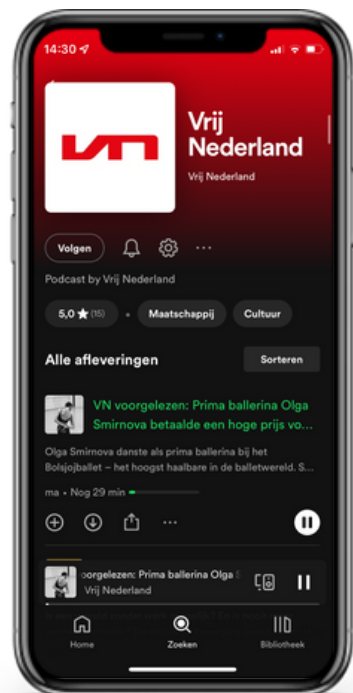 14:30
vn
Vrij
Nederland
Vrij Nederland
Volgen
Podcast by Vrij Nederland
5,0 ★ (15) • Maatschappij Cultuur
Alle afleveringen Sorteren
VN voorgelezen: Prima ballerina Olga
Smirnova betaalde een hoge prijs vo...
Olga Smirnova danste als prima ballerina bij het
Bolsjojballet – het hoogst haalbare in de balletwereld. S...
ma • Nog 29 min
oorgelezen: Prima ballerina Olga S
Vrij Nederland
Home Zoeken Bibliotheek